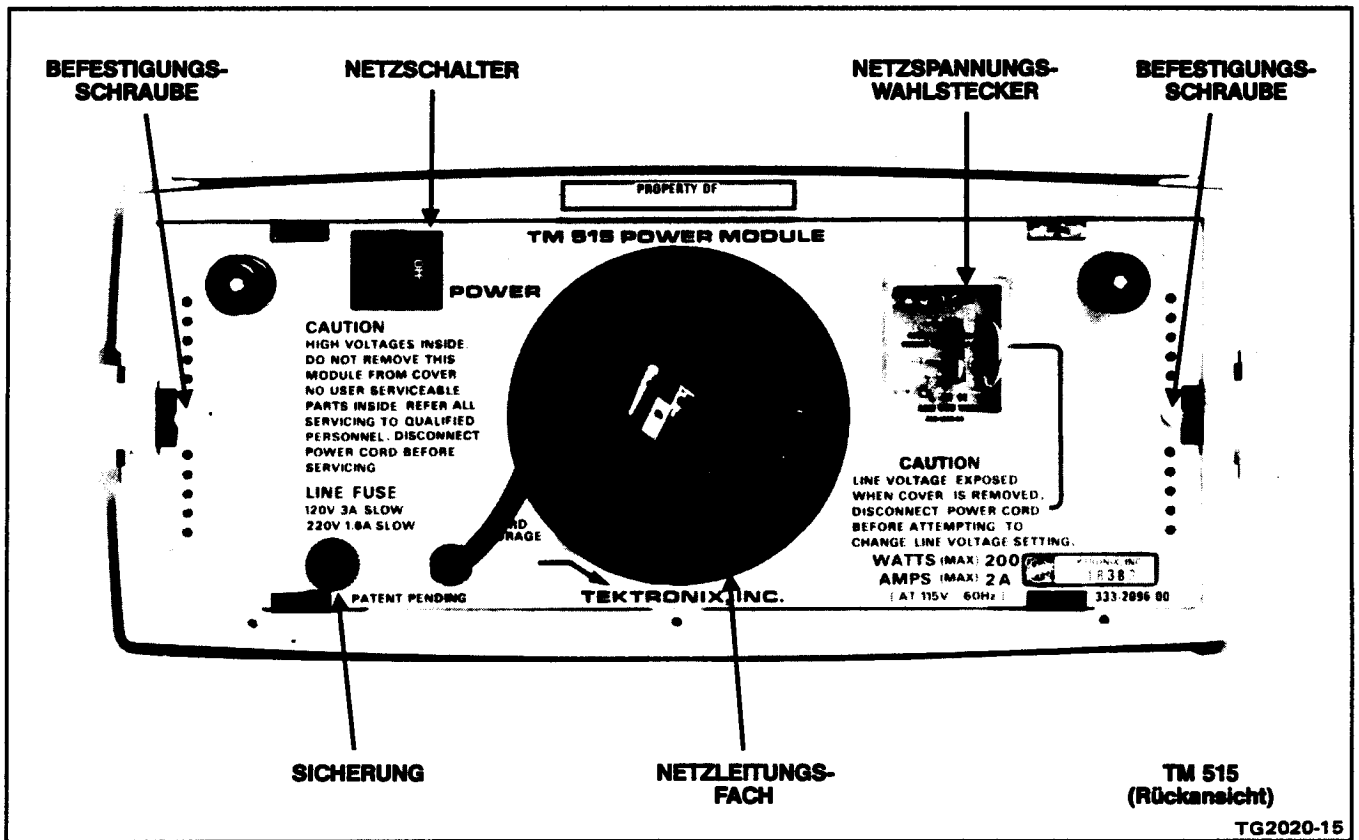 BEFESTIGUNGS-
SCHRAUBE
NETZSCHALTER
NETZSPANNUNGS-
WAHLSTECKER
BEFESTIGUNGS-
SCHRAUBE
PROPERTY OF
TM 515 POWER MODULE
OFF
POWER
CAUTION
HIGH VOLTAGES INSIDE.
DO NOT REMOVE THIS
MODULE FROM COVER
NO USER SERVICEABLE
PARTS INSIDE REFER ALL
SERVICING TO QUALIFIED
PERSONNEL. DISCONNECT
POWER CORD BEFORE
SERVICING
LINE FUSE
120V 3A SLOW
220V 1.6A SLOW
PATENT PENDING
TEKTRONIX, INC.
CAUTION
LINE VOLTAGE EXPOSED
WHEN COVER IS REMOVED.
DISCONNECT POWER CORD
BEFORE ATTEMPTING TO
CHANGE LINE VOLTAGE SETTING.
WATTS (MAX) 200
AMPS (MAX) 2 A
( AT 115V 60Hz )
333-2096 00
SICHERUNG
NETZLEITUNGS-
FACH
TM 515
(Rückansicht)
TG2020-15